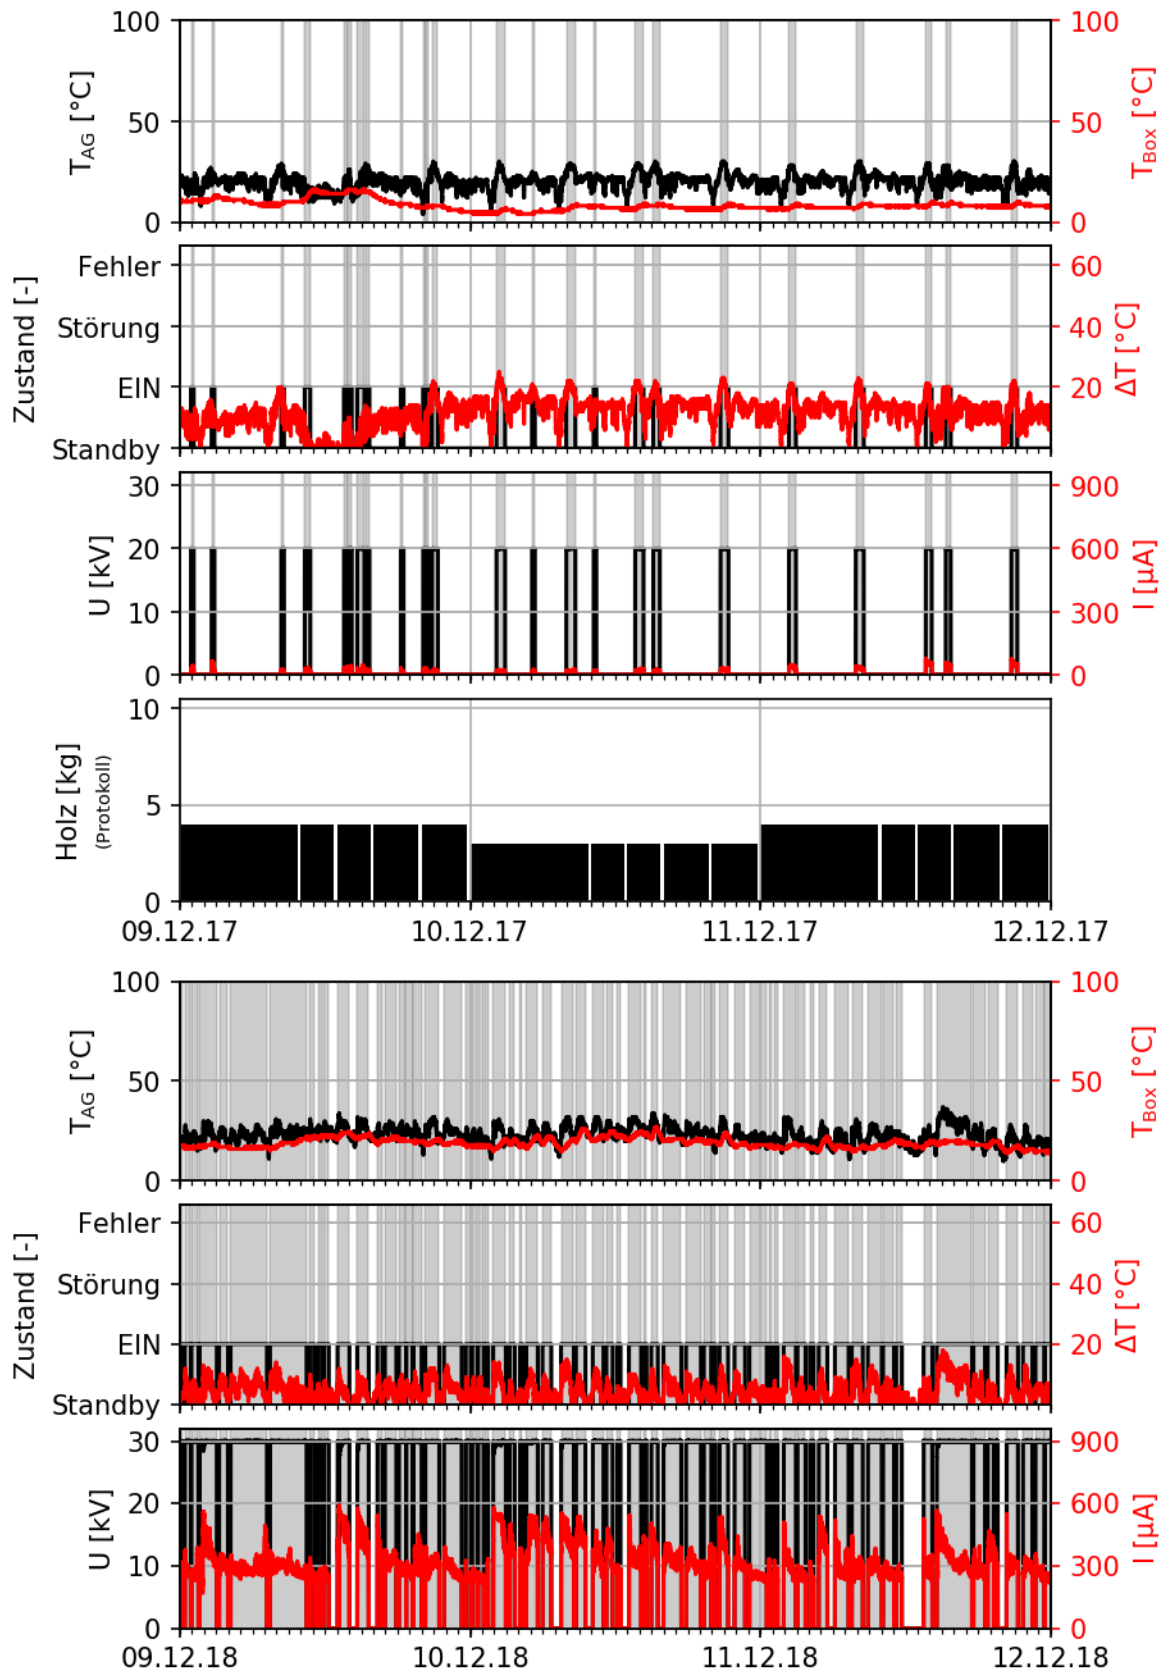 100
50
0
T_AG [°C]
100
50
0
T_Box [°C]
Fehler
Störung
EIN
Standby
Zustand [-]
60
40
20
0
ΔT [°C]
30
20
10
0
U [kV]
900
600
300
0
I [µA]
10
5
0
Holz [kg]
(Protokoll)
09.12.17
10.12.17
11.12.17
12.12.17
100
50
0
T_AG [°C]
100
50
0
T_Box [°C]
Fehler
Störung
EIN
Standby
Zustand [-]
60
40
20
0
ΔT [°C]
30
20
10
0
U [kV]
900
600
300
0
I [µA]
09.12.18
10.12.18
11.12.18
12.12.18